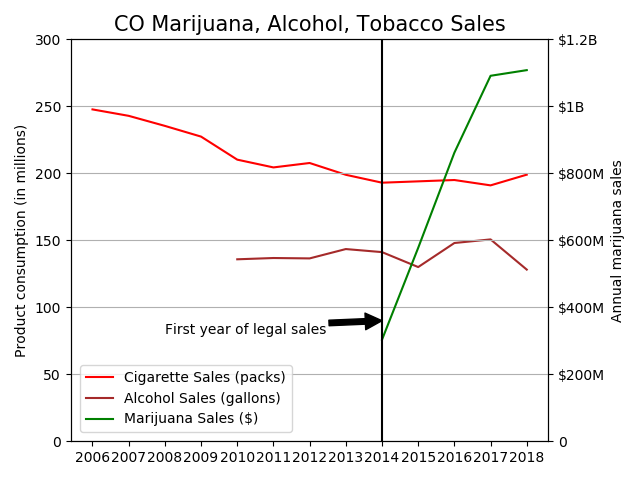 CO Marijuana, Alcohol, Tobacco Sales
300
250
200
150
100
50
0
Product consumption (in millions)
$1.2B
$1B
$800M
$600M
$400M
$200M
0
Annual marijuana sales
First year of legal sales
Cigarette Sales (packs)
Alcohol Sales (gallons)
Marijuana Sales ($)
2006 2007 2008 2009 2010 2011 2012 2013 2014 2015 2016 2017 2018